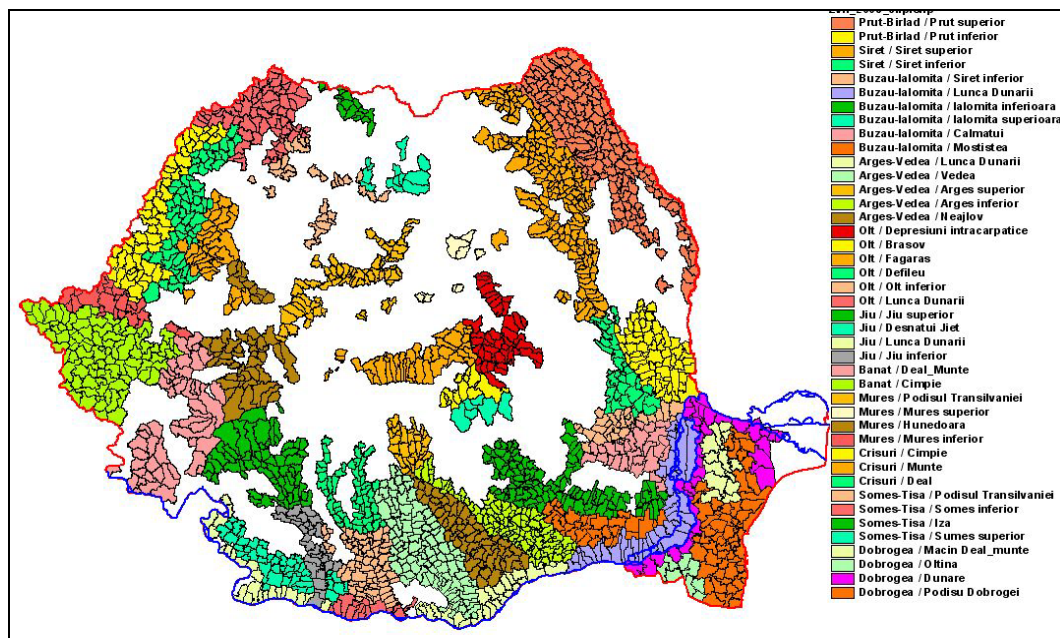 Prut-Birlad / Prut superior
Prut-Birlad / Prut inferior
Siret / Siret superior
Siret / Siret inferior
Buzau-Ialomita / Siret inferior
Buzau-Ialomita / Lunca Dunarii
Buzau-Ialomita / Ialomita inferioara
Buzau-Ialomita / Ialomita superioara
Buzau-Ialomita / Calmatui
Buzau-Ialomita / Mostistea
Arges-Vedea / Lunca Dunarii
Arges-Vedea / Vedea
Arges-Vedea / Arges superior
Arges-Vedea / Arges inferior
Arges-Vedea / Neajlov
Olt / Depresiuni intracarpatice
Olt / Brasov
Olt / Fagaras
Olt / Defileu
Olt / Olt inferior
Olt / Lunca Dunarii
Jiu / Jiu superior
Jiu / Desnatui Jiet
Jiu / Lunca Dunarii
Jiu / Jiu inferior
Banat / Deal_Munte
Banat / Cimpie
Mures / Podisul Transilvaniei
Mures / Mures superior
Mures / Hunedoara
Mures / Mures inferior
Crisuri / Cimpie
Crisuri / Munte
Crisuri / Deal
Somes-Tisa / Podisul Transilvaniei
Somes-Tisa / Somes inferior
Somes-Tisa / Iza
Somes-Tisa / Sumes superior
Dobrogea / Macin Deal_munte
Dobrogea / Oltina
Dobrogea / Dunare
Dobrogea / Podisu Dobrogei